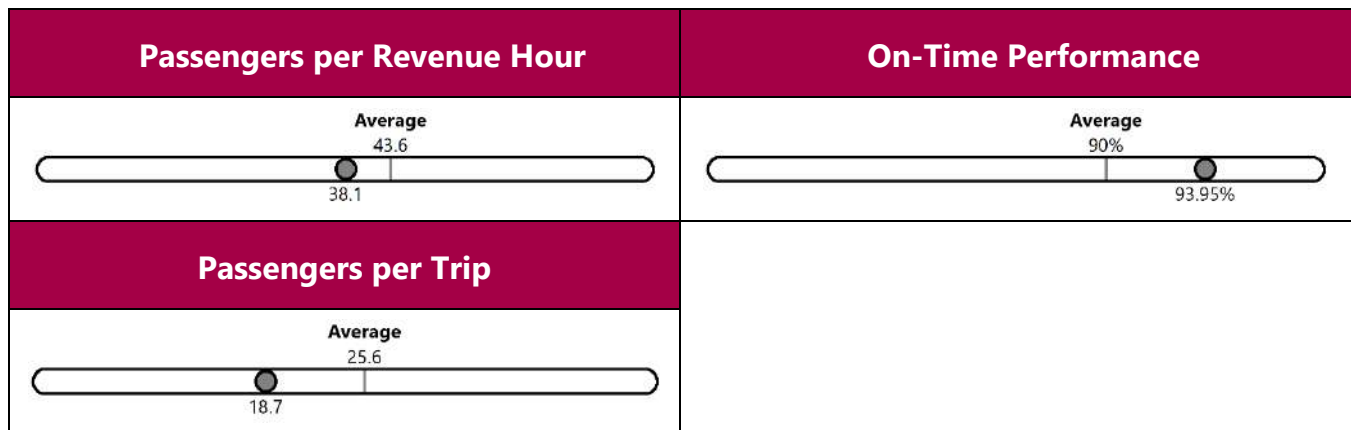 Passengers per Revenue Hour
On-Time Performance
Average
43.6
38.1
Average
90%
93.95%
Passengers per Trip
Average
25.6
18.7